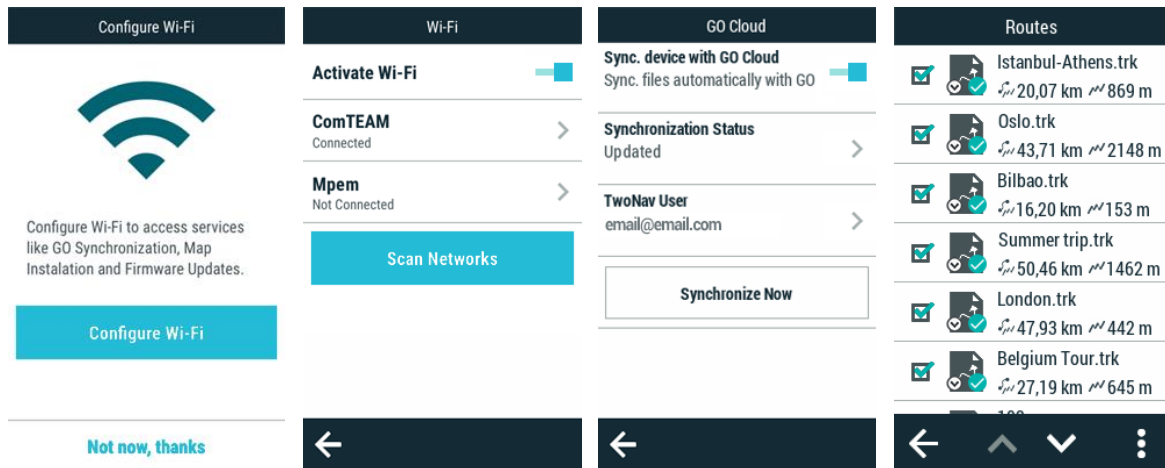 Configure Wi-Fi
Configure Wi-Fi to access services
like GO Synchronization, Map
Instalation and Firmware Updates.
Configure Wi-Fi
Not now, thanks
Wi-Fi
Activate Wi-Fi
ComTEAM
Connected
Mpem
Not Connected
Scan Networks
GO Cloud
Sync. device with GO Cloud
Sync. files automatically with GO
Synchronization Status
Updated
TwoNav User
email@email.com
Synchronize Now
Routes
Istanbul-Athens.trk
20,07 km 869 m
Oslo.trk
43,71 km 2148 m
Bilbao.trk
16,20 km 153 m
Summer trip.trk
50,46 km 1462 m
London.trk
47,93 km 442 m
Belgium Tour.trk
27,19 km 645 m